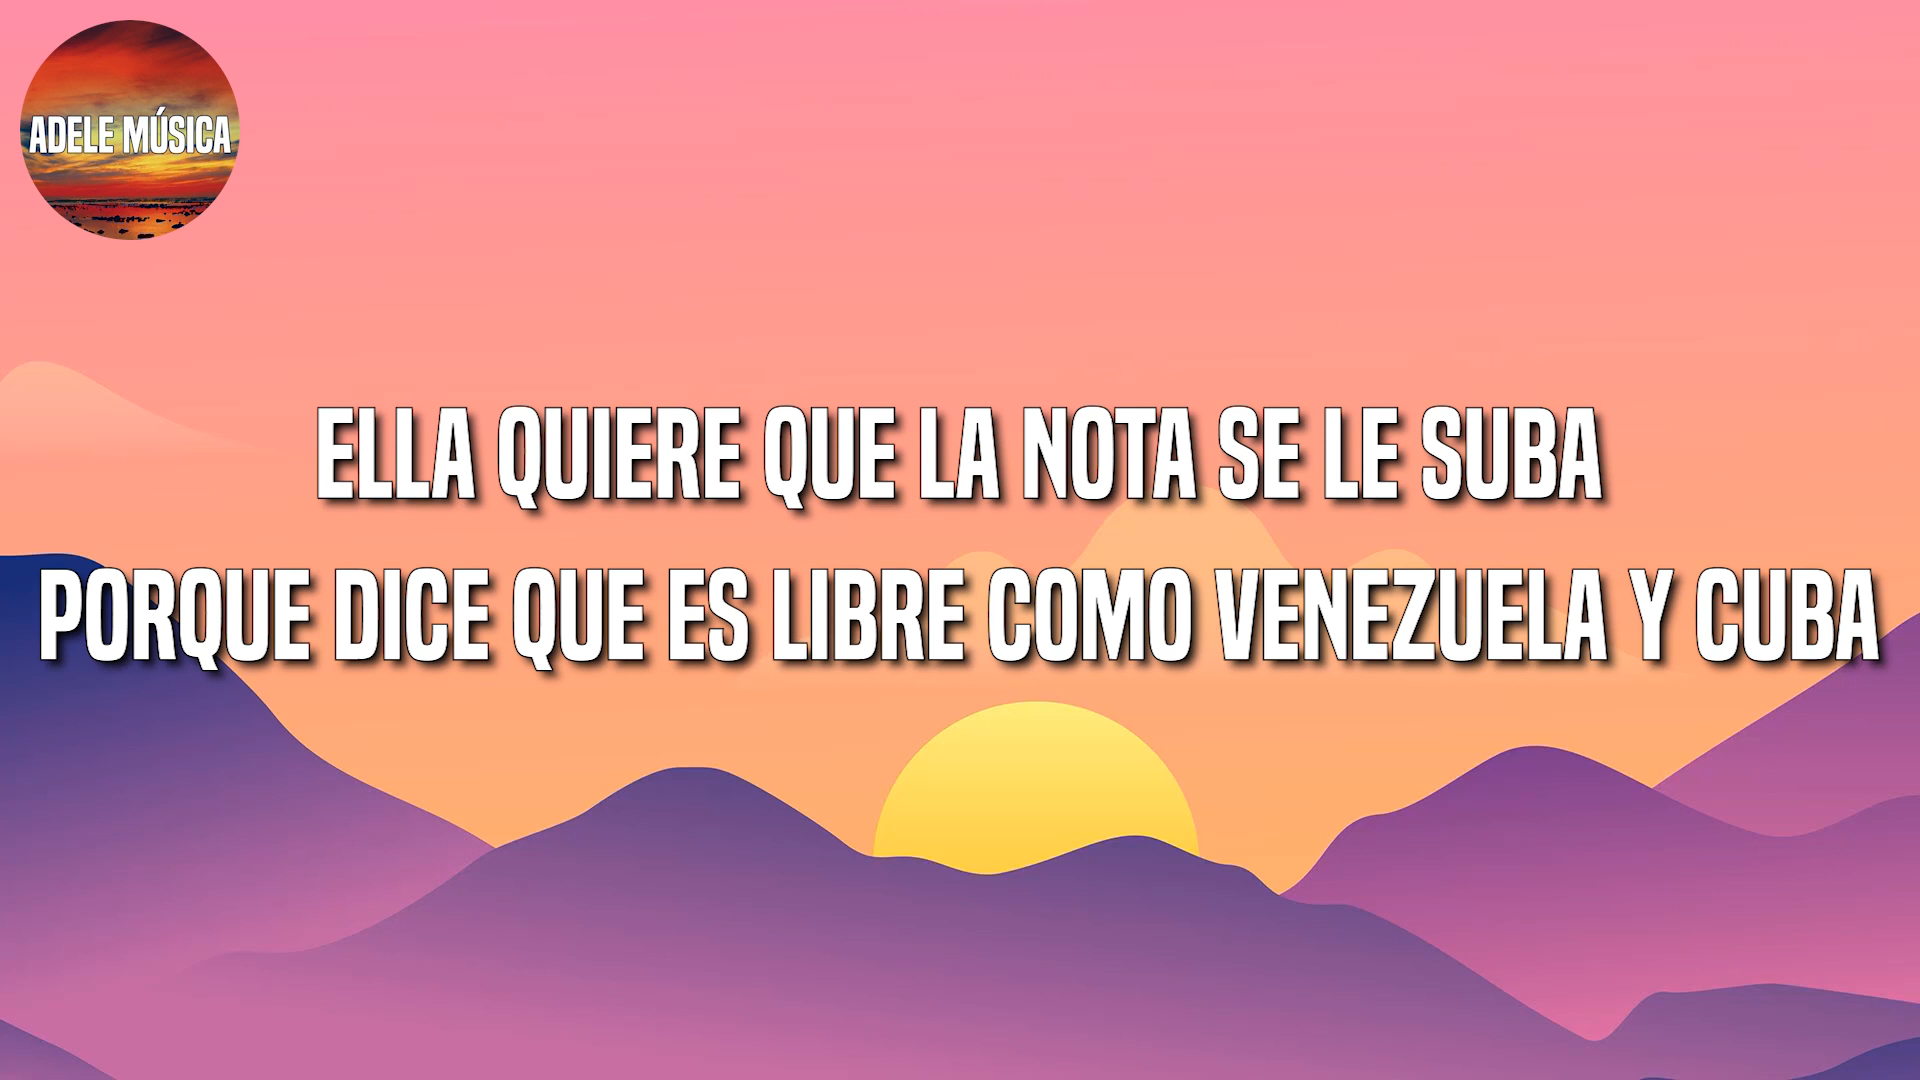 ADELE MÚSICA
ELLA QUIERE QUE LA NOTA SE LE SUBA
PORQUE DICE QUE ES LIBRE COMO VENEZUELA Y CUBA